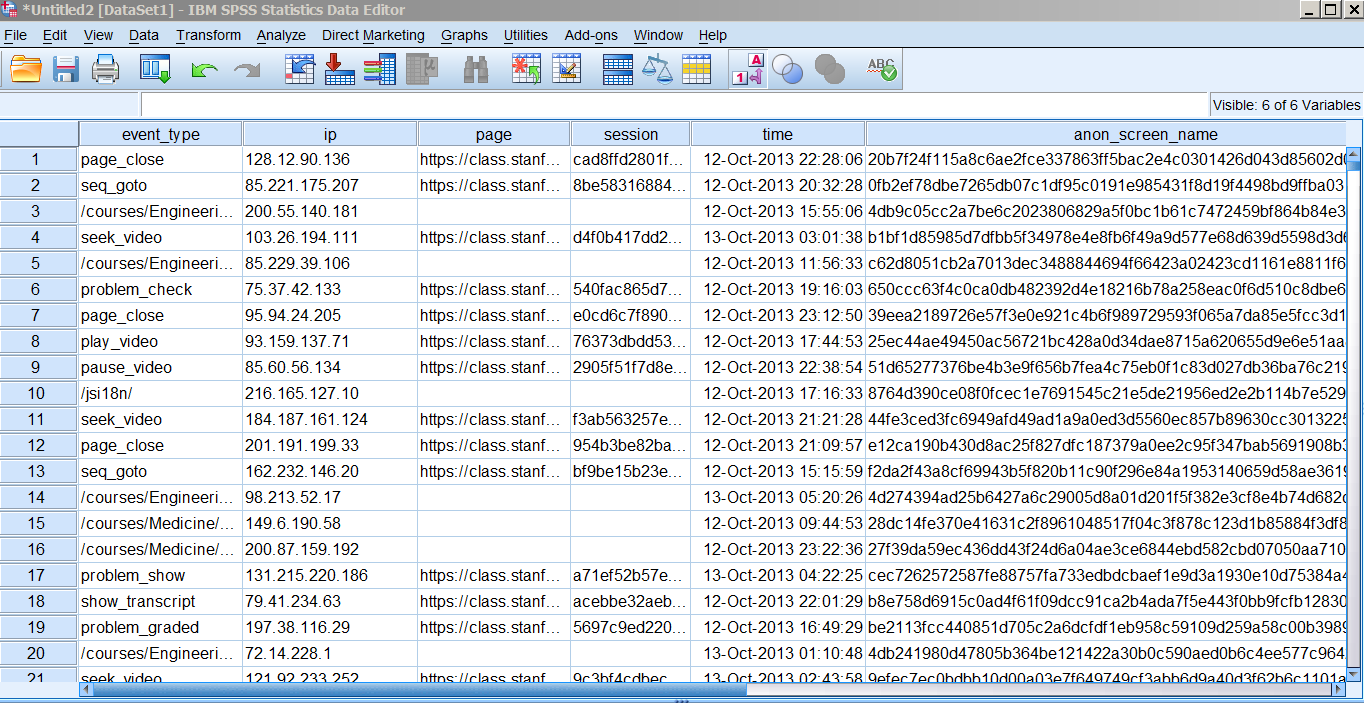 *Untitled2 [DataSet1] - IBM SPSS Statistics Data Editor
File Edit View Data Transform Analyze Direct Marketing Graphs Utilities Add-ons Window Help
Visible: 6 of 6 Variables
event_type ip page session time anon_screen_name
1 page_close 128.12.90.136 https://class.stanf... cad8ffd2801f... 12-Oct-2013 22:28:06 20b7f24f115a8c6ae2fce337863ff5bac2e4c0301426d043d85602d0
2 seq_goto 85.221.175.207 https://class.stanf... 8be58316884... 12-Oct-2013 20:32:28 0fb2ef78dbe7265db07c1df95c0191e985431f8d19f4498bd9ffba03
3 /courses/Engineeri... 200.55.140.181 12-Oct-2013 15:55:06 4db9c05cc2a7be6c2023806829a5f0bc1b61c7472459bf864b84e3
4 seek_video 103.26.194.111 https://class.stanf... d4f0b417dd2... 13-Oct-2013 03:01:38 b1bf1d85985d7dfbb5f34978e4e8fb6f49a9d577e68d639d5598d3d6
5 /courses/Engineeri... 85.229.39.106 12-Oct-2013 11:56:33 c62d8051cb2a7013dec3488844694f66423a02423cd1161e8811f6
6 problem_check 75.37.42.133 https://class.stanf... 540fac865d7... 12-Oct-2013 19:16:03 650ccc63f4c0ca0db482392d4e18216b78a258eac0f6d510c8dbe6
7 page_close 95.94.24.205 https://class.stanf... e0cd6c7f890... 12-Oct-2013 23:12:50 39eea2189726e57f3e0e921c4b6f989729593f065a7da85e5fcc3d1
8 play_video 93.159.137.71 https://class.stanf... 76373dbdd53... 12-Oct-2013 17:44:53 25ec44ae49450ac56721bc428a0d34dae8715a620655d9e6e51aa
9 pause_video 85.60.56.134 https://class.stanf... 2905f51f7d8e... 12-Oct-2013 22:38:54 51d65277376be4b3e9f656b7fea4c75eb0f1c83d027db36ba76c219
10 /jsi18n/ 216.165.127.10 12-Oct-2013 17:16:33 8764d390ce08f0fcec1e7691545c21e5de21956ed2e2b114b7e529
11 seek_video 184.187.161.124 https://class.stanf... f3ab563257e... 12-Oct-2013 21:21:28 44fe3ced3fc6949afd49ad1a9a0ed3d5560ec857b89630cc3013225
12 page_close 201.191.199.33 https://class.stanf... 954b3be82ba... 12-Oct-2013 21:09:57 e12ca190b430d8ac25f827dfc187379a0ee2c95f347bab5691908b3
13 seq_goto 162.232.146.20 https://class.stanf... bf9be15b23e... 12-Oct-2013 15:15:59 f2da2f43a8cf69943b5f820b11c90f296e84a1953140659d58ae3619
14 /courses/Engineeri... 98.213.52.17 13-Oct-2013 05:20:26 4d274394ad25b6427a6c29005d8a01d201f5f382e3cf8e4b74d682d
15 /courses/Medicine/... 149.6.190.58 12-Oct-2013 09:44:53 28dc14fe370e41631c2f8961048517f04c3f878c123d1b85884f3df8
16 /courses/Medicine/... 200.87.159.192 12-Oct-2013 23:22:36 27f39da59ec436dd43f24d6a04ae3ce6844ebd582cbd07050aa710
17 problem_show 131.215.220.186 https://class.stanf... a71ef52b57e... 13-Oct-2013 04:22:25 cec7262572587fe88757fa733edbdcbaef1e9d3a1930e10d75384a4
18 show_transcript 79.41.234.63 https://class.stanf... acebbe32aeb... 12-Oct-2013 22:01:29 b8e758d6915c0ad4f61f09dcc91ca2b4ada7f5e443f0bb9fcfb12830
19 problem_graded 197.38.116.29 https://class.stanf... 5697c9ed220... 12-Oct-2013 16:49:29 be2113fcc440851d705c2a6dcfdf1eb958c59109d259a58c00b3989
20 /courses/Engineeri... 72.14.228.1 13-Oct-2013 01:10:48 4db241980d47805b364be121422a30b0c590aed0b6c4ee577c964
21 seek_video 121.92.233.252 https://class.stanf... 9c3bf4cdbec... 13-Oct-2013 02:43:58